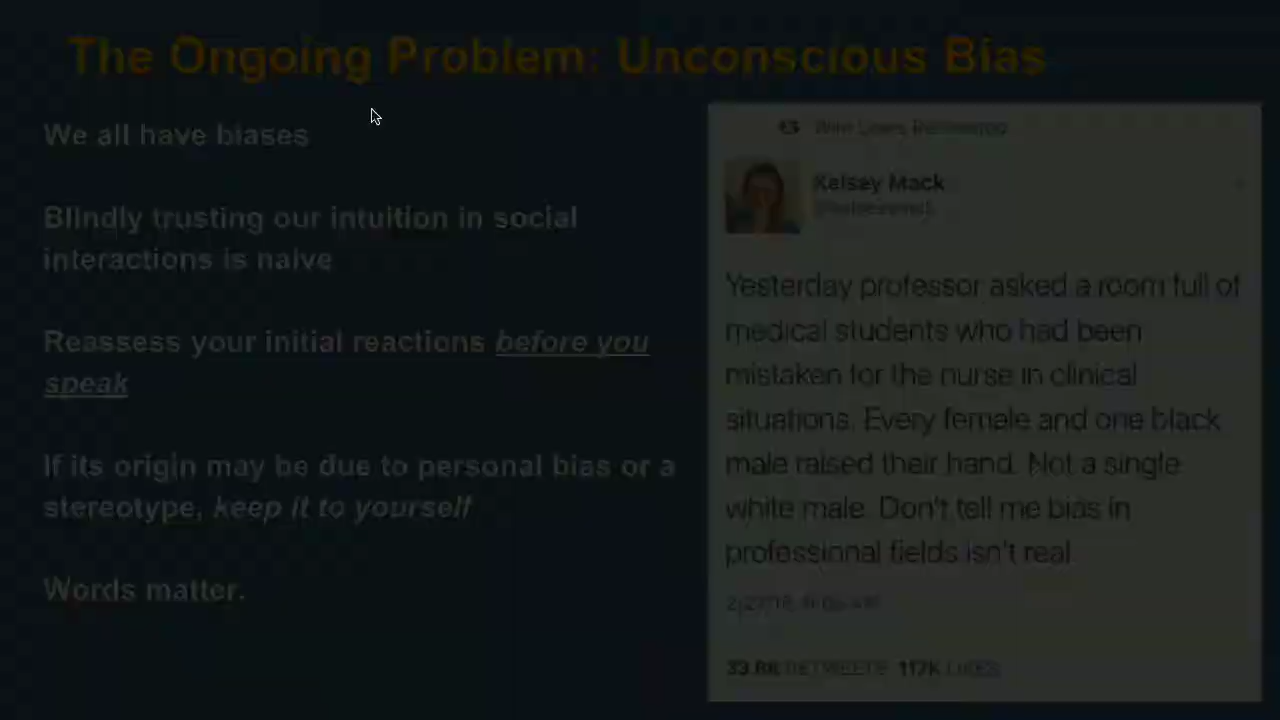 The Ongoing Problem: Unconscious Bias
We all have biases
Blindly trusting our intuition in social
interactions is naive
Reassess your initial reactions before you
speak
If its origin may be due to personal bias or a
stereotype, keep it to yourself
Words matter.
Retweeted
Kelsey Mack
Yesterday professor asked a room full of
medical students who had been
mistaken for the nurse in clinical
situations. Every female and one black
male raised their hand. Not a single
white male. Don't tell me bias in
professional fields isn't real.
RETWEETS 117K LIKES